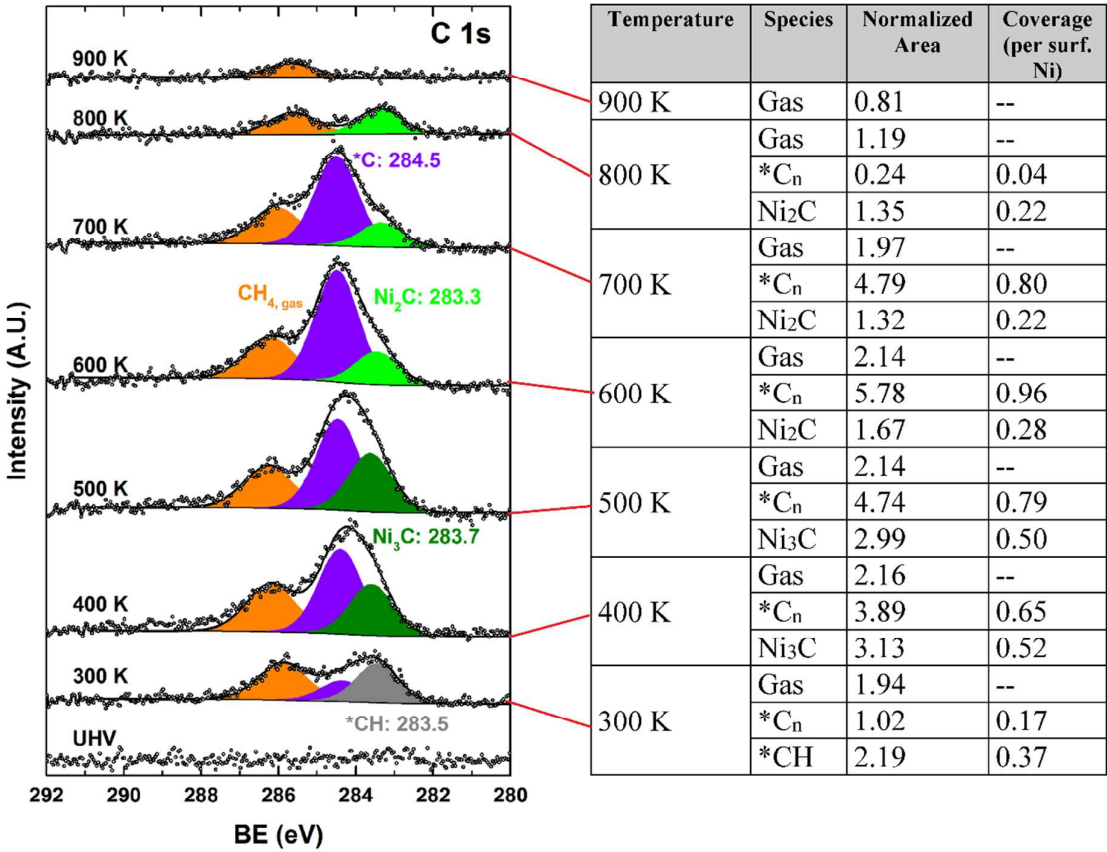 C 1s
900 K
800 K
*C: 284.5
700 K
CH4, gas
Ni2C: 283.3
600 K
500 K
Ni3C: 283.7
400 K
300 K
*CH: 283.5
UHV
Intensity (A.U.)
292 290 288 286 284 282 280
BE (eV)
Temperature Species Normalized Area Coverage (per surf. Ni)
900 K Gas 0.81 --
800 K Gas 1.19 --
*Cn 0.24 0.04
Ni2C 1.35 0.22
700 K Gas 1.97 --
*Cn 4.79 0.80
Ni2C 1.32 0.22
600 K Gas 2.14 --
*Cn 5.78 0.96
Ni2C 1.67 0.28
500 K Gas 2.14 --
*Cn 4.74 0.79
Ni3C 2.99 0.50
400 K Gas 2.16 --
*Cn 3.89 0.65
Ni3C 3.13 0.52
300 K Gas 1.94 --
*Cn 1.02 0.17
*CH 2.19 0.37